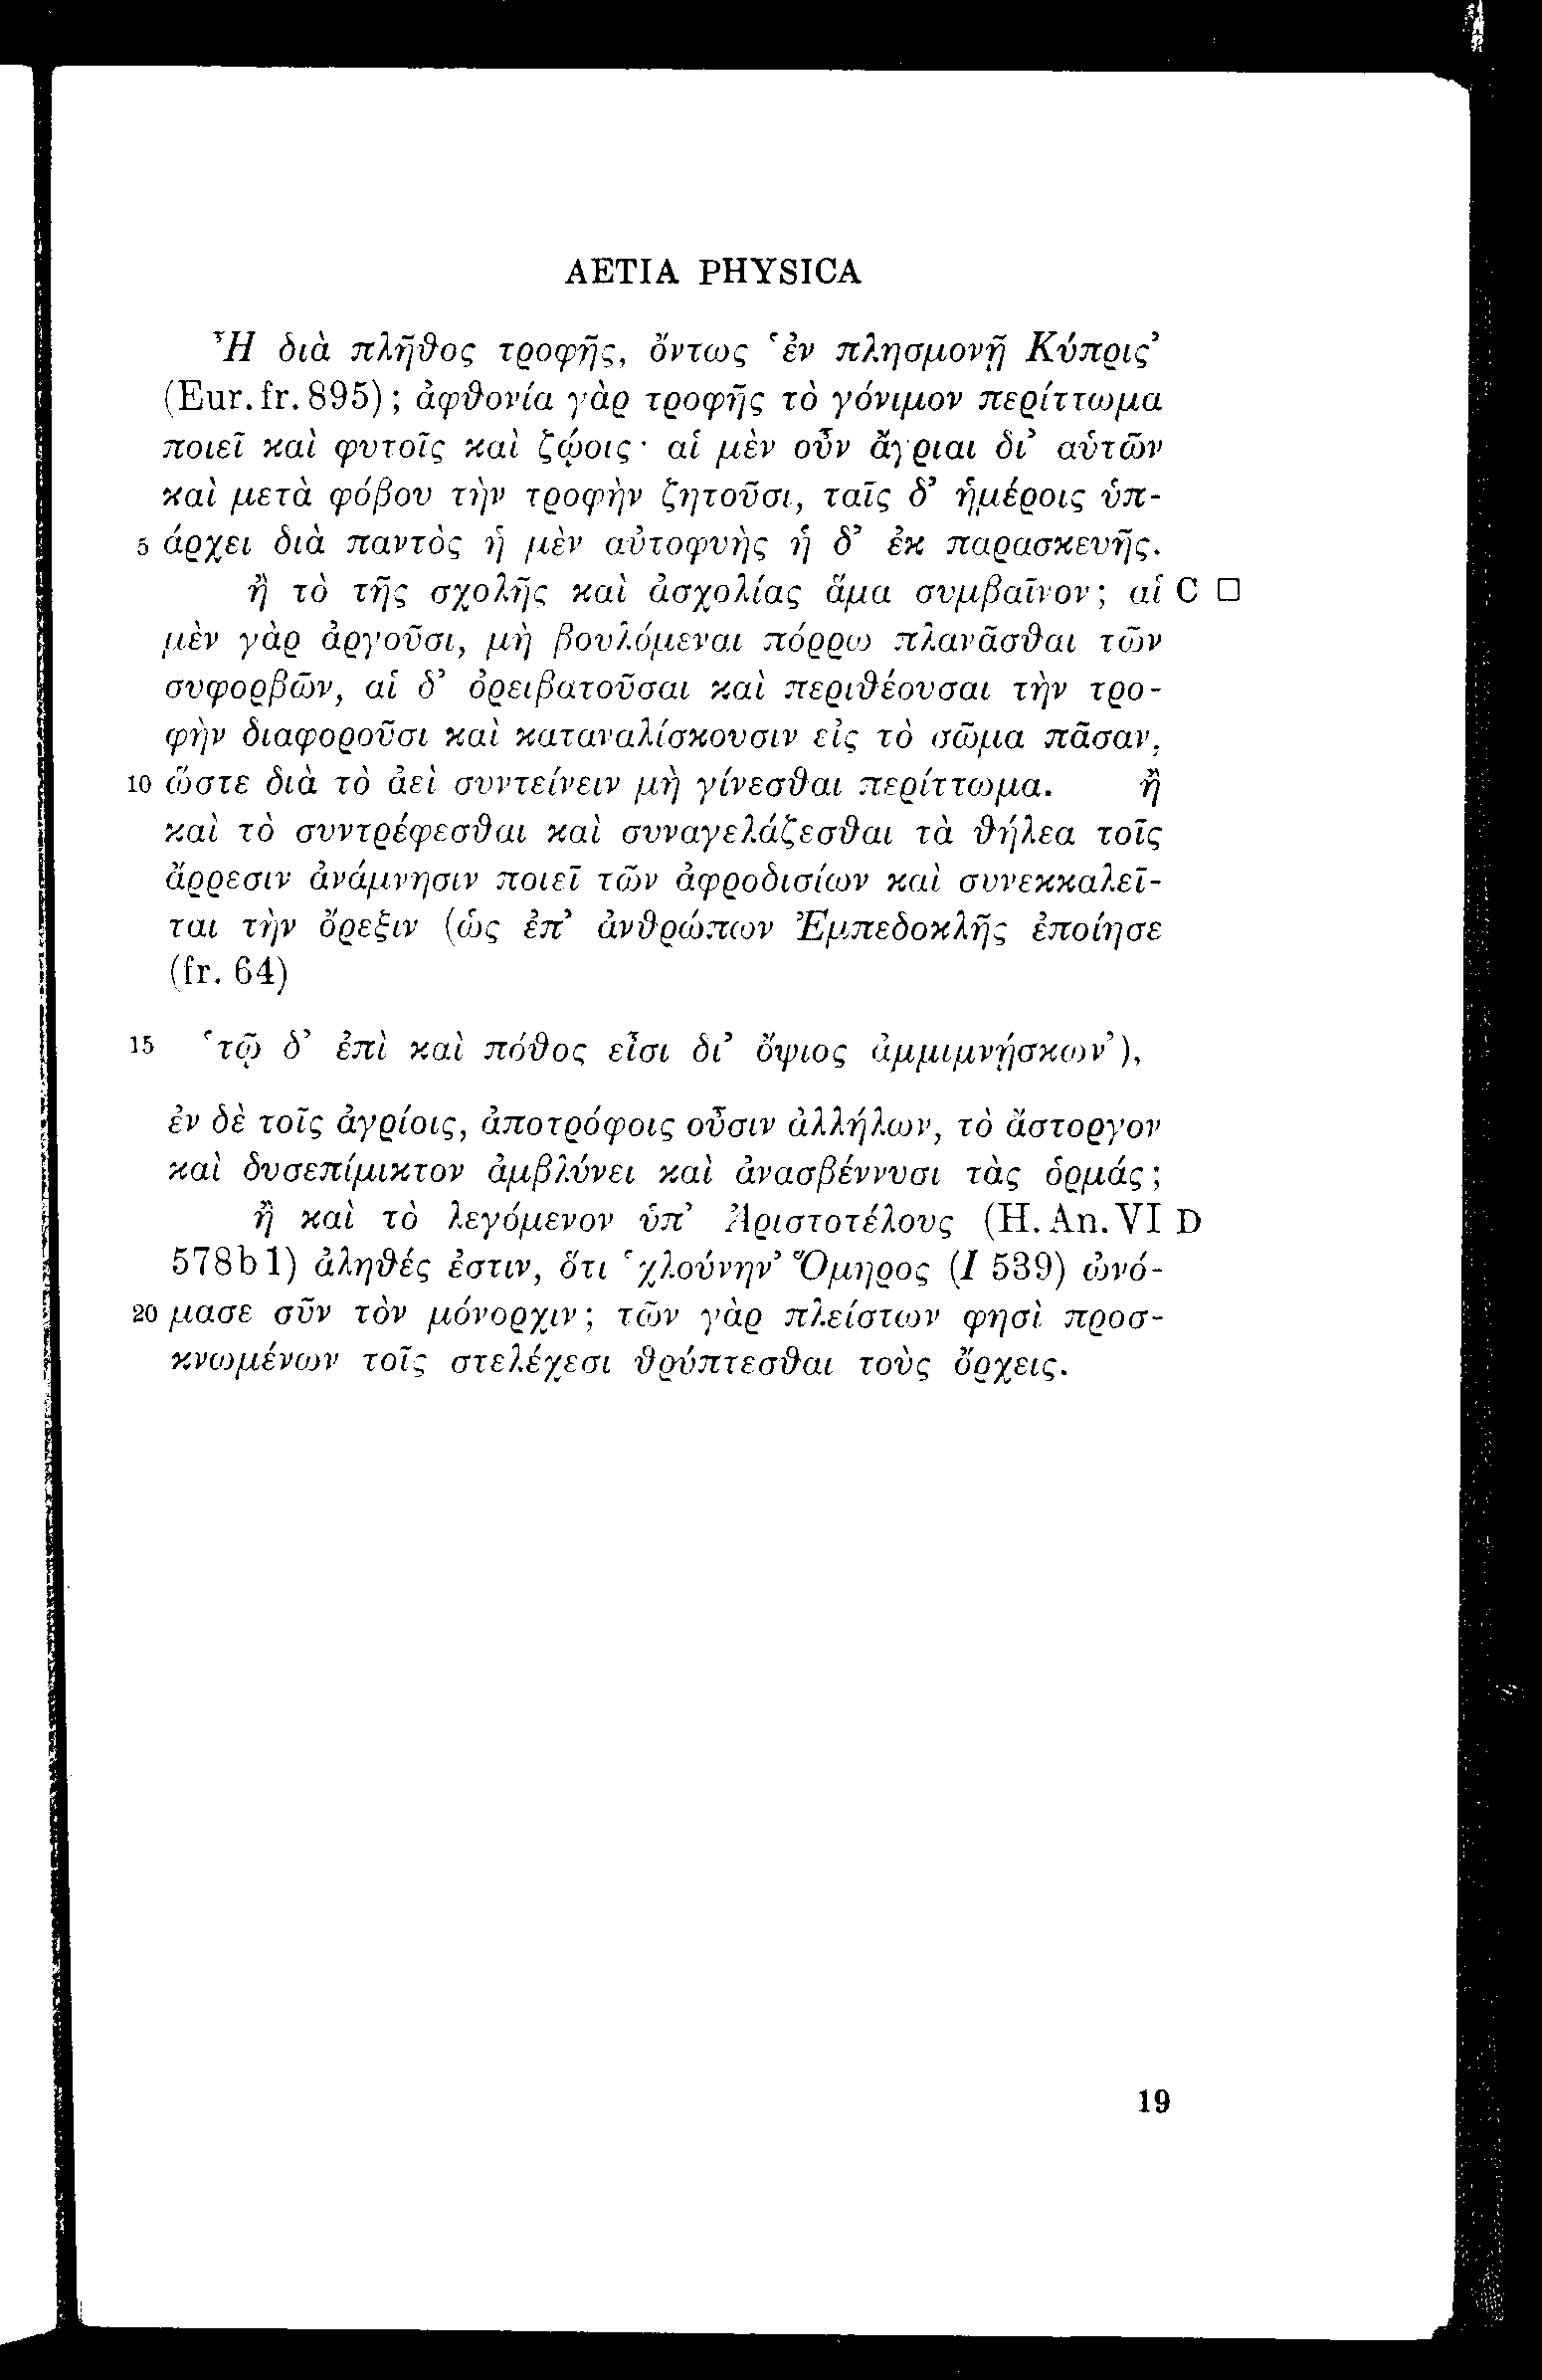 AETIA PHYSICA
Ἢ διὰ πλῆθος τροφῆς, ὄντως ‘ἐν πλησμονῇ Κύπρις’
(Eur. fr. 895); ἀφθονία γὰρ τροφῆς τὸ γόνιμον περίττωμα
ποιεῖ καὶ φυτοῖς καὶ ζῴοις· αἱ μὲν οὖν ἄγριαι δι’ αὑτῶν
καὶ μετὰ φόβου τὴν τροφὴν ζητοῦσι, ταῖς δ’ ἡμέροις ὑπ-
5 άρχει διὰ παντὸς ἡ μὲν αὐτοφυὴς ἡ δ’ ἐκ παρασκευῆς.
ἢ τὸ τῆς σχολῆς καὶ ἀσχολίας ἅμα συμβαῖνον; αἱ C □
μὲν γὰρ ἀργοῦσι, μὴ βουλόμεναι πόρρω πλανᾶσθαι τῶν
συφορβῶν, αἱ δ’ ὀρειβατοῦσαι καὶ περιθέουσαι τὴν τρο-
φὴν διαφοροῦσι καὶ καταναλίσκουσιν εἰς τὸ σῶμα πᾶσαν,
10 ὥστε διὰ τὸ ἀεὶ συντείνειν μὴ γίνεσθαι περίττωμα. ἢ
καὶ τὸ συντρέφεσθαι καὶ συναγελάζεσθαι τὰ θήλεα τοῖς
ἄρρεσιν ἀνάμνησιν ποιεῖ τῶν ἀφροδισίων καὶ συνεκκαλεῖ-
ται τὴν ὄρεξιν (ὡς ἐπ’ ἀνθρώπων Ἐμπεδοκλῆς ἐποίησε
(fr. 64)
15 ‘τῷ δ’ ἐπὶ καὶ πόθος εἶσι δι’ ὄψιος ἀμμιμνῄσκων’),
ἐν δὲ τοῖς ἀγρίοις, ἀποτρόφοις οὖσιν ἀλλήλων, τὸ ἄστοργον
καὶ δυσεπίμικτον ἀμβλύνει καὶ ἀνασβέννυσι τὰς ὁρμάς;
ἢ καὶ τὸ λεγόμενον ὑπ’ Ἀριστοτέλους (H. An. VI D
578b1) ἀληθές ἐστιν, ὅτι ‘χλούνην’ Ὅμηρος (I 539) ὠνό-
20 μασε σῦν τὸν μόνορχιν; τῶν γὰρ πλείστων φησὶ προσ-
κνωμένων τοῖς στελέχεσι θρύπτεσθαι τοὺς ὄρχεις.
19